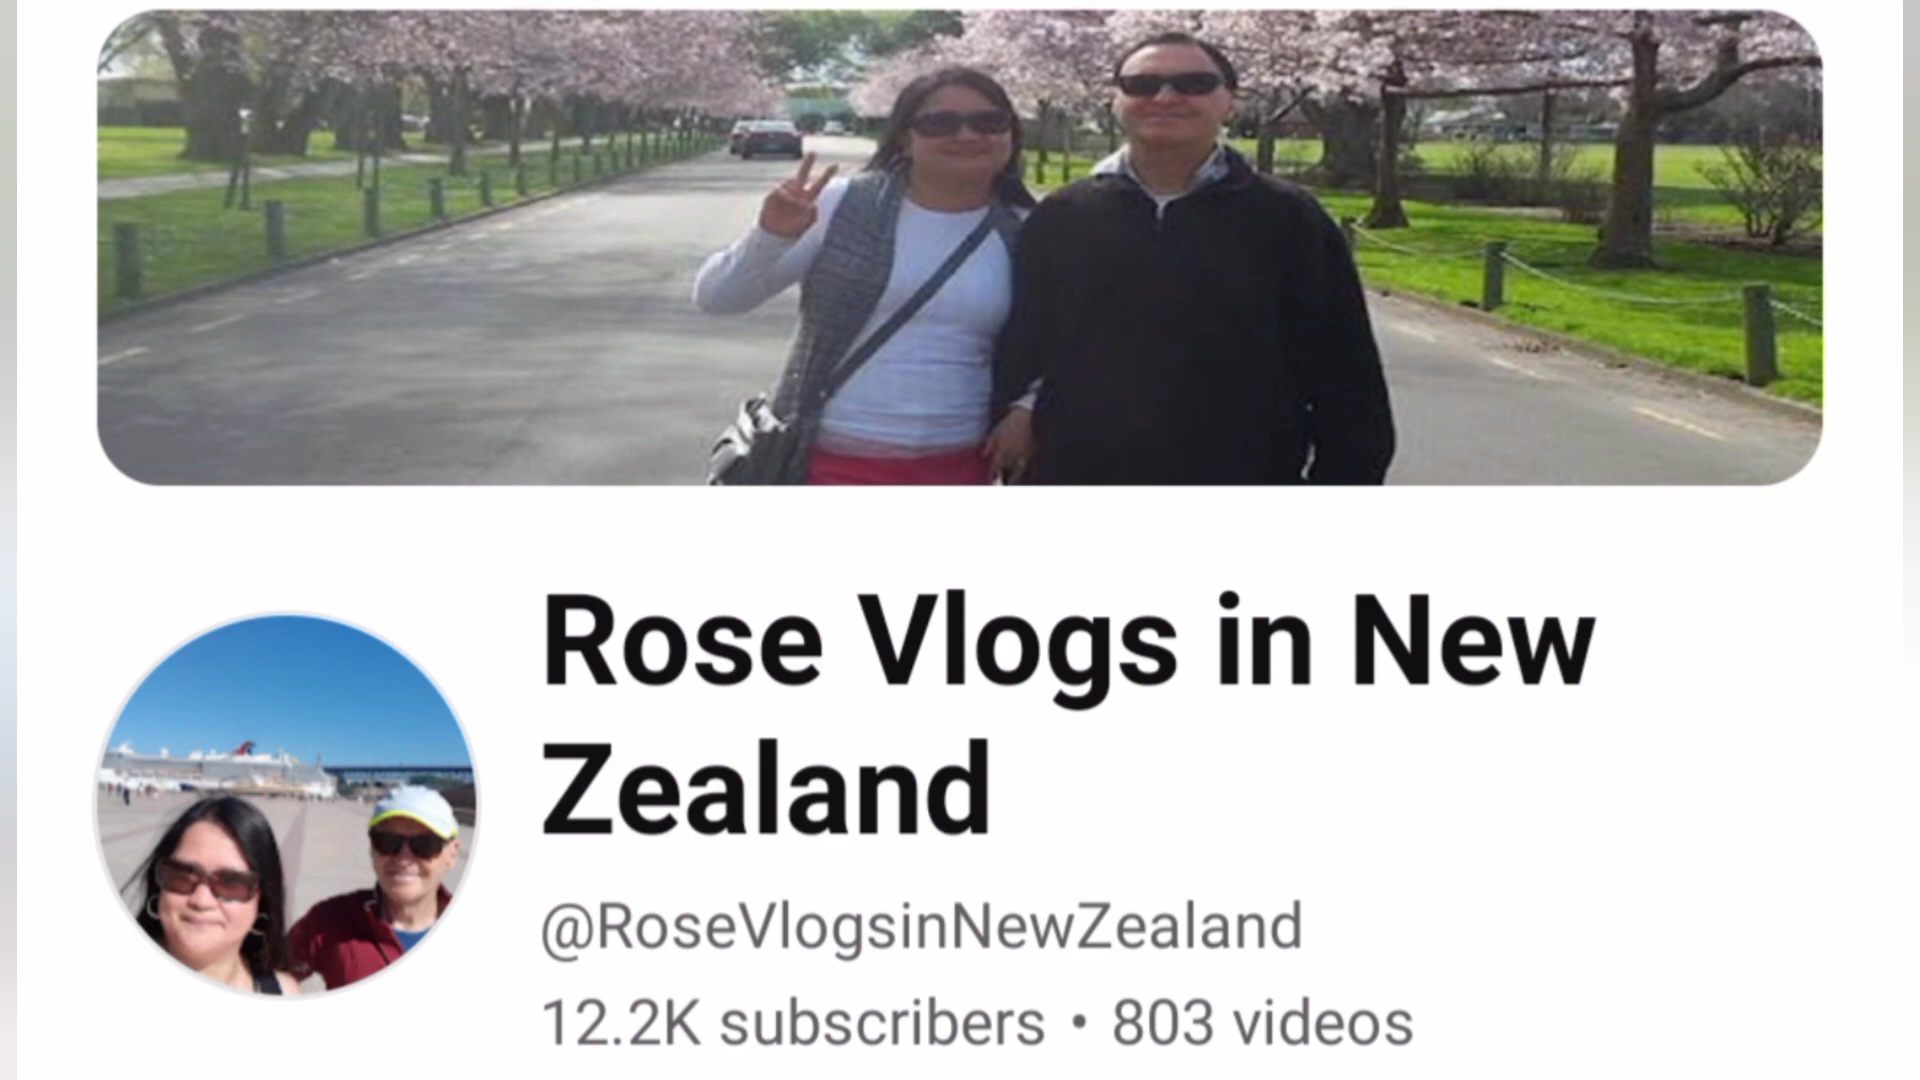 Rose Vlogs in New
Zealand
@RoseVlogsinNewZealand
12.2K subscribers • 803 videos